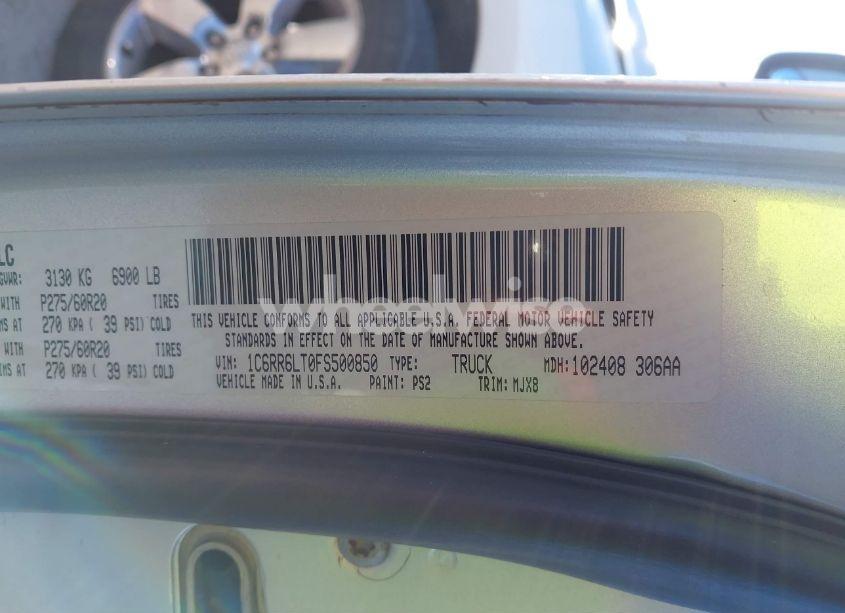 LC
GVWR: 3130 KG 6900 LB
WITH P275/60R20 TIRES
MS AT 270 KPA ( 39 PSI) COLD
WITH P275/60R20 TIRES
IMS AT 270 KPA ( 39 PSI) COLD
THIS VEHICLE CONFORMS TO ALL APPLICABLE U.S.A. FEDERAL MOTOR VEHICLE SAFETY
STANDARDS IN EFFECT ON THE DATE OF MANUFACTURE SHOWN ABOVE.
VIN: 1C6RR6LT0FS500850 TYPE: TRUCK MDH: 102408 306AA
VEHICLE MADE IN U.S.A. PAINT: PS2 TRIM: MJX8
wheelwise